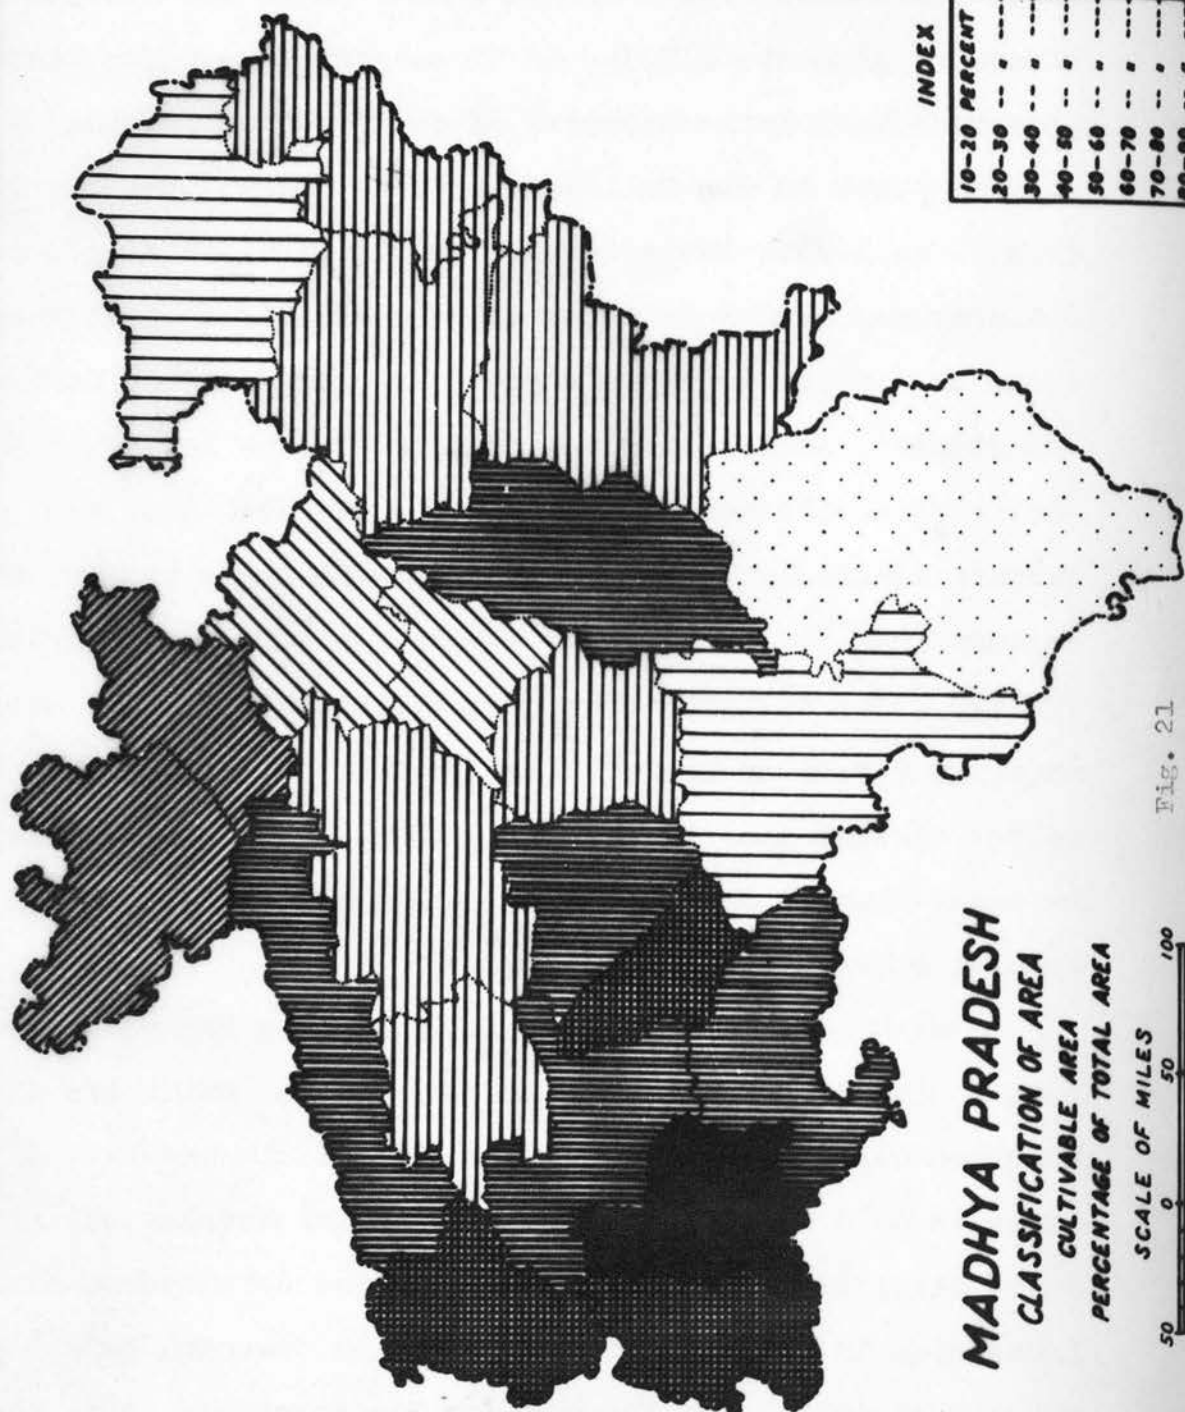 INDEX
10-20 PERCENT
20-30 -- " -----
30-40 -- " -----
40-50 -- " -----
50-60 -- " -----
60-70 -- " -----
70-80 -- " -----
MADHYA PRADESH
CLASSIFICATION OF AREA
CULTIVABLE AREA
PERCENTAGE OF TOTAL AREA
SCALE OF MILES
50 0 50 100
Fig. 21